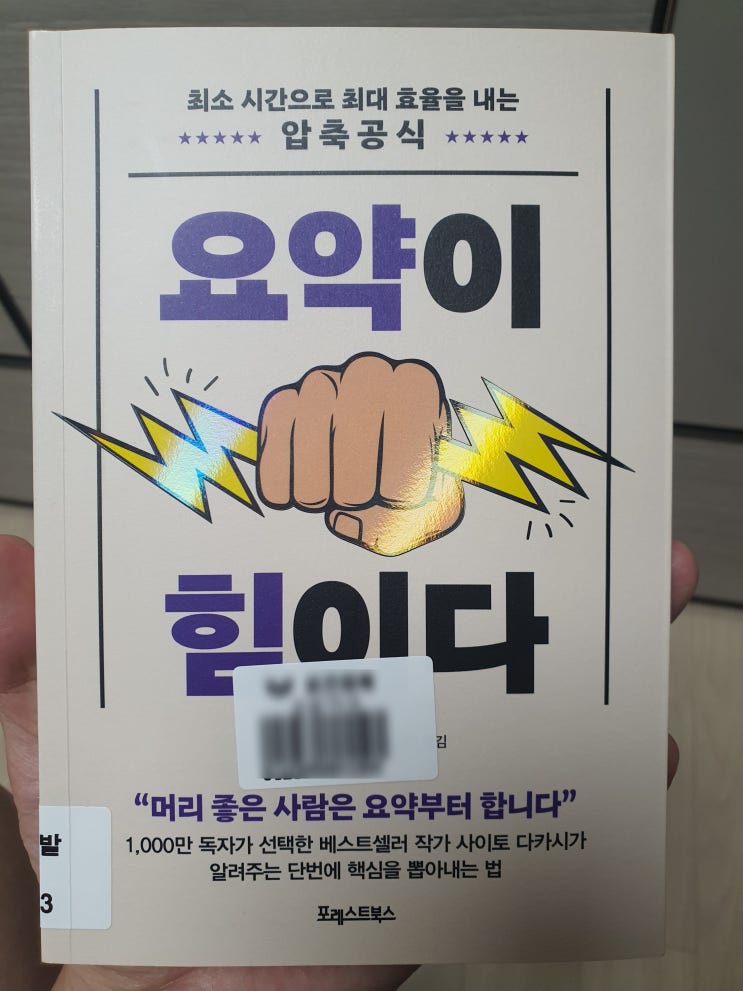 최소 시간으로 최대 효율을 내는
★★★★★ 압축공식 ★★★★★
요약이
힘이다
김
“머리 좋은 사람은 요약부터 합니다”
1,000만 독자가 선택한 베스트셀러 작가 사이토 다카시가
알려주는 단번에 핵심을 뽑아내는 법
발
3
포레스트북스